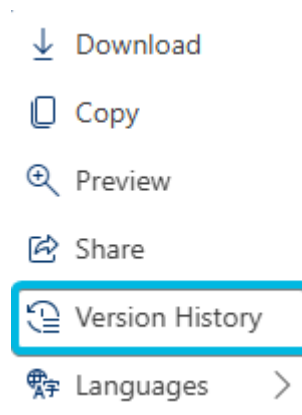 Download
Copy
Preview
Share
Version History
Languages